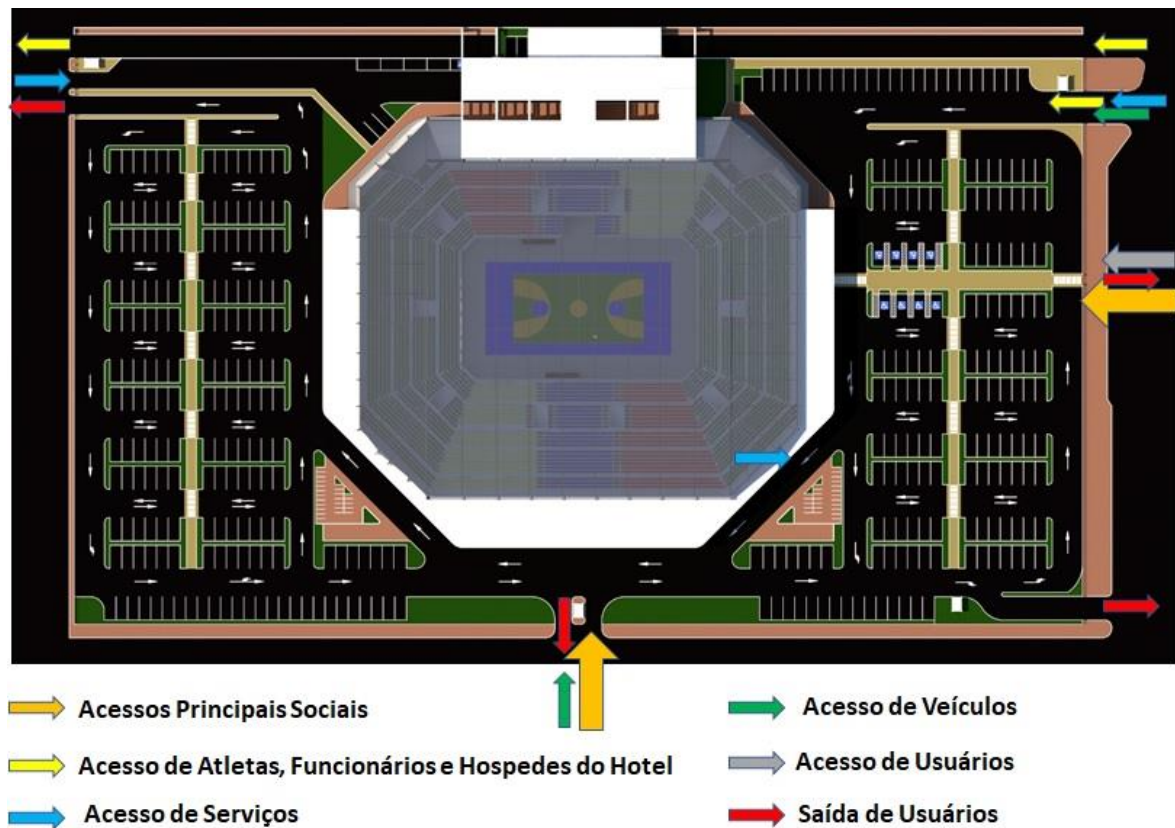 Acessos Principais Sociais
Acesso de Veículos
Acesso de Atletas, Funcionários e Hospedes do Hotel
Acesso de Usuários
Acesso de Serviços
Saída de Usuários